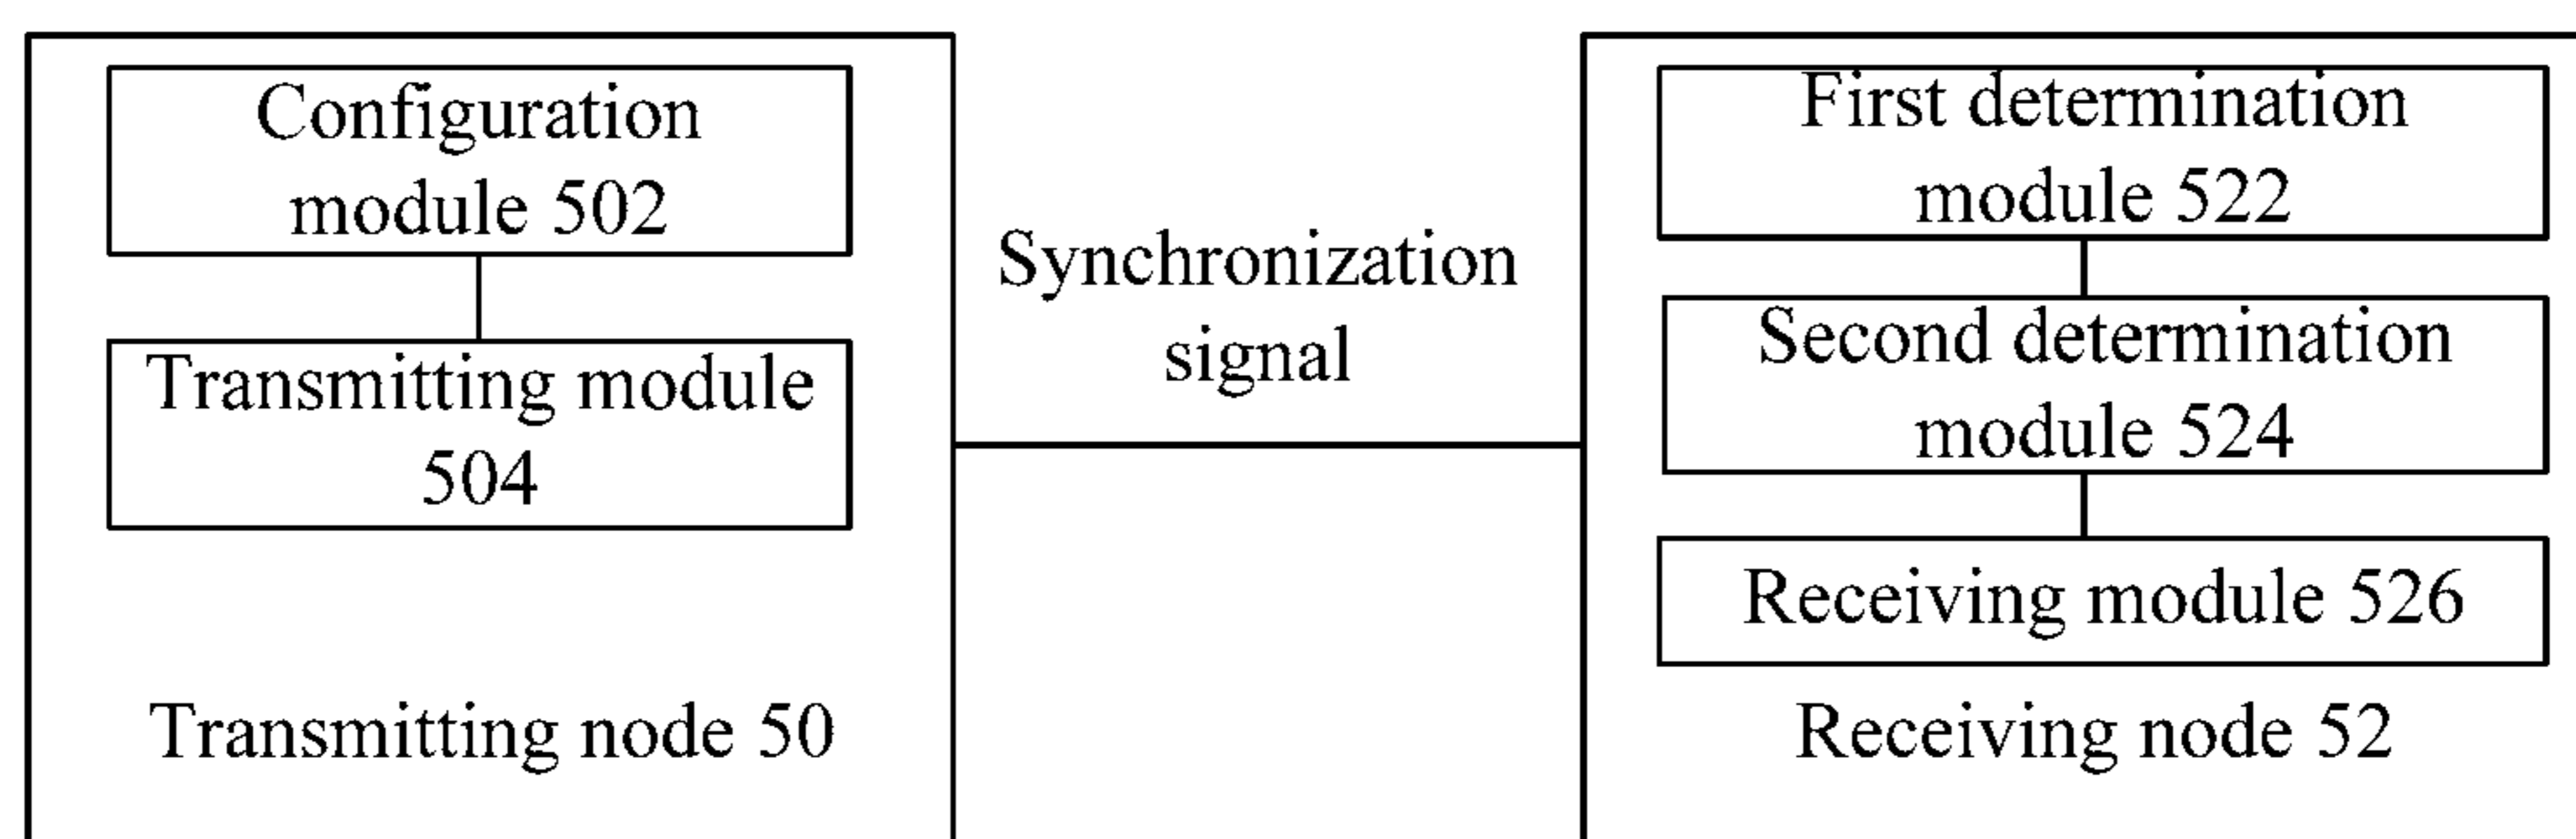 Configuration
module 502
Transmitting module
504
Transmitting node 50
Synchronization
signal
First determination
module 522
Second determination
module 524
Receiving module 526
Receiving node 52